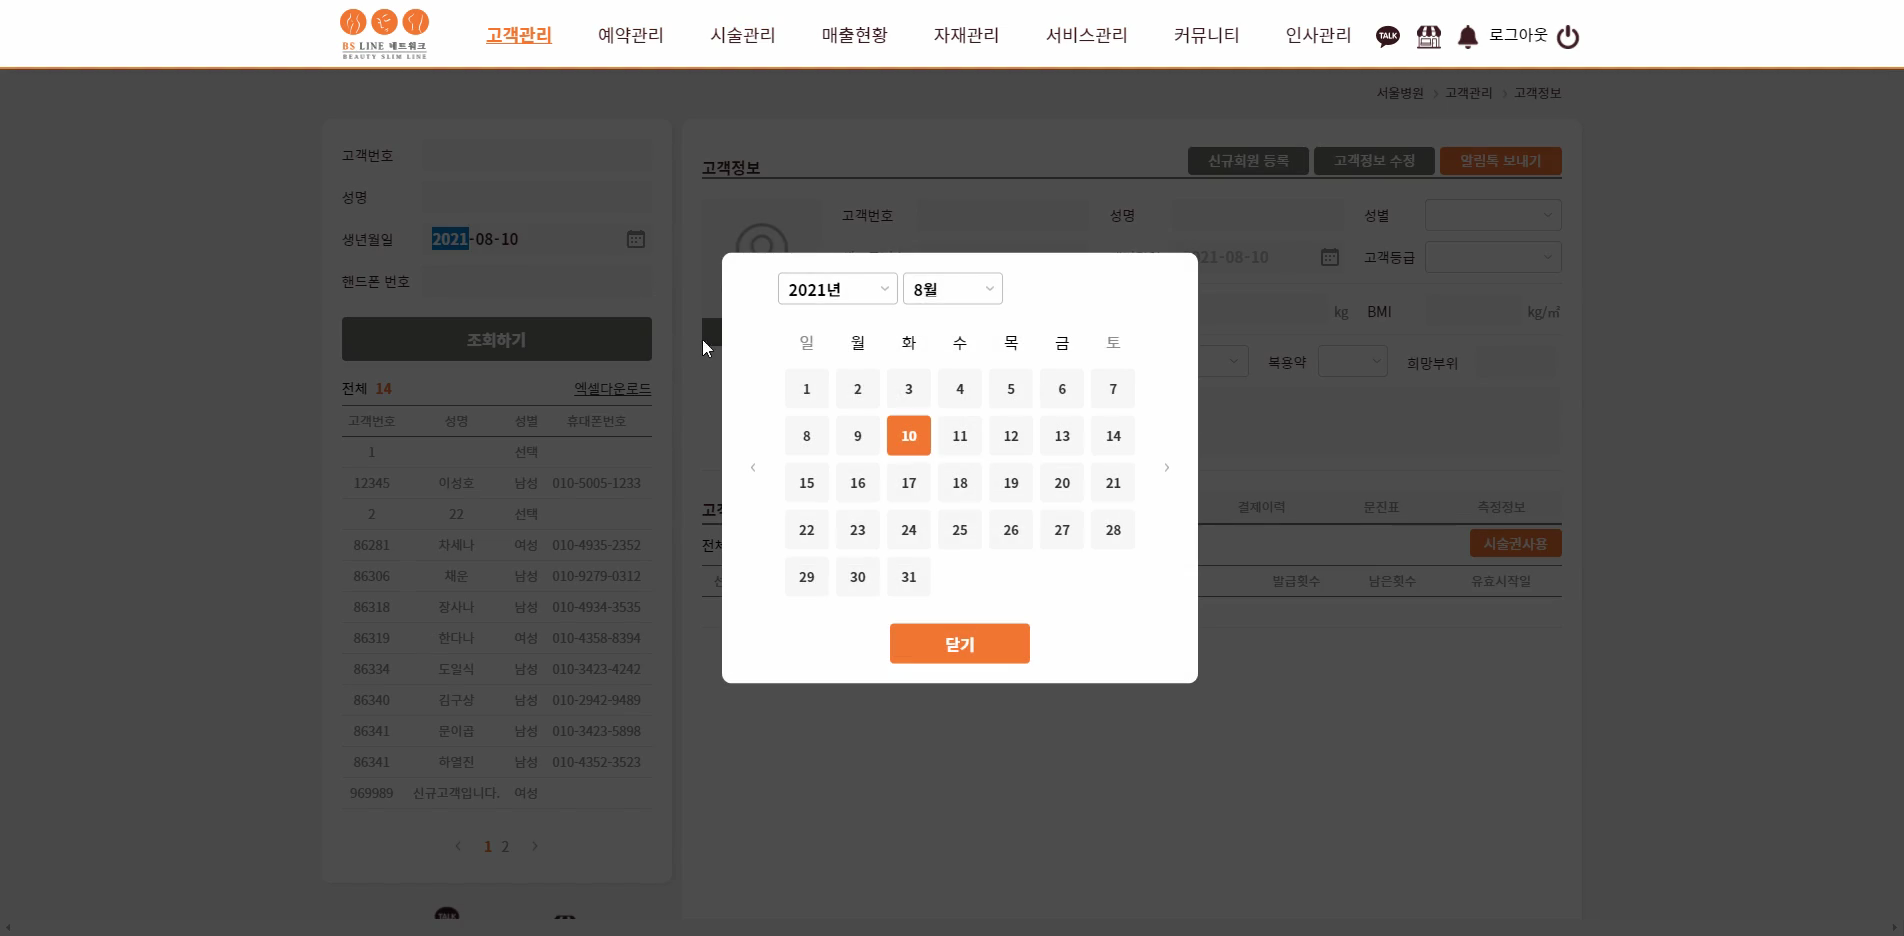 BS LINE 네트워크
BEAUTY SLIM LINE
고객관리 예약관리 시술관리 매출현황 자재관리 서비스관리 커뮤니티 인사관리 TALK 로그아웃
서울병원 > 고객관리 > 고객정보
고객번호
성명
생년월일 2021-08-10
핸드폰 번호
조회하기
전체 14 엑셀다운로드
고객번호 성명 성별 휴대폰번호
1 선택
12345 이성호 남성 010-5005-1233
2 22 선택
86281 차세나 여성 010-4935-2352
86306 채운 남성 010-9279-0312
86318 장사나 남성 010-4934-3535
86319 한다나 여성 010-4358-8394
86334 도일식 남성 010-3423-4242
86340 김구상 남성 010-2942-9489
86341 문이곰 남성 010-3423-5898
86341 하열진 남성 010-4352-3523
969989 신규고객입니다. 여성
1 2
TALK
고객정보 신규회원 등록 고객정보 수정 알림톡 보내기
고객번호 성명 성별
21-08-10 고객등급
kg BMI kg/㎡
복용약 희망부위
결제이력 문진표 측정정보
시술권사용
발급횟수 남은횟수 유효시작일
2021년 8월
일 월 화 수 목 금 토
1 2 3 4 5 6 7
8 9 10 11 12 13 14
15 16 17 18 19 20 21
22 23 24 25 26 27 28
29 30 31
닫기